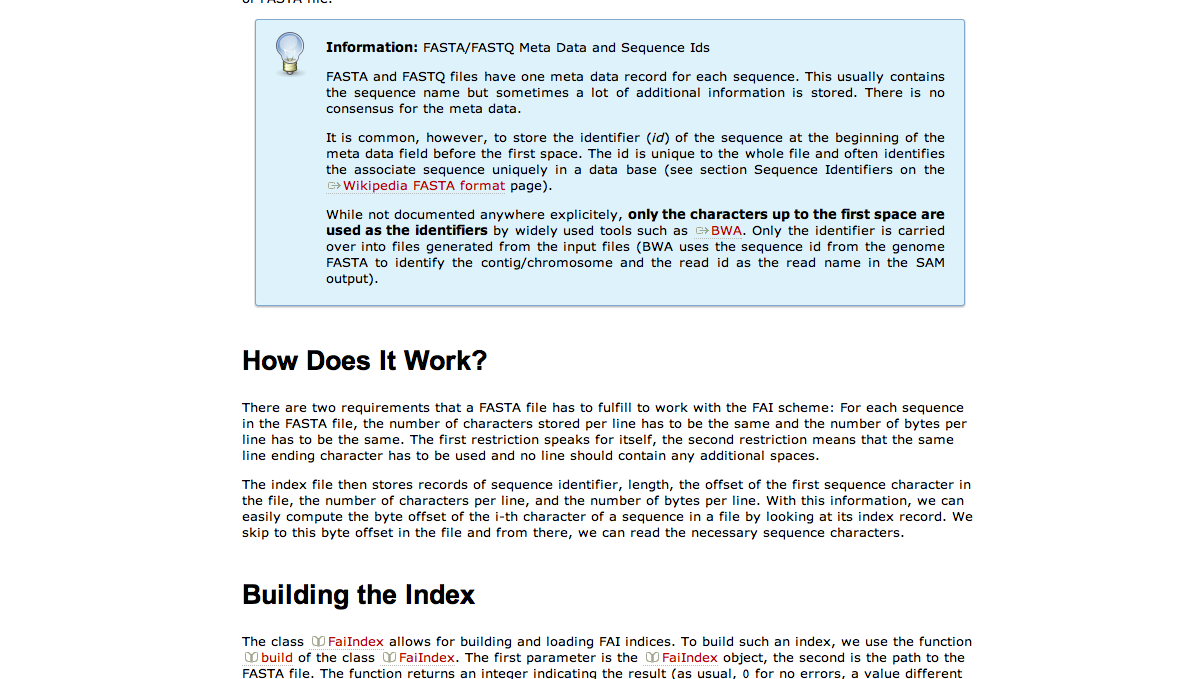 or FASTA file.
Information: FASTA/FASTQ Meta Data and Sequence Ids
FASTA and FASTQ files have one meta data record for each sequence. This usually contains
the sequence name but sometimes a lot of additional information is stored. There is no
consensus for the meta data.
It is common, however, to store the identifier (id) of the sequence at the beginning of the
meta data field before the first space. The id is unique to the whole file and often identifies
the associate sequence uniquely in a data base (see section Sequence Identifiers on the
Wikipedia FASTA format page).
While not documented anywhere explicitly, only the characters up to the first space are
used as the identifiers by widely used tools such as BWA. Only the identifier is carried
over into files generated from the input files (BWA uses the sequence id from the genome
FASTA to identify the contig/chromosome and the read id as the read name in the SAM
output).
How Does It Work?
There are two requirements that a FASTA file has to fulfill to work with the FAI scheme: For each sequence
in the FASTA file, the number of characters stored per line has to be the same and the number of bytes per
line has to be the same. The first restriction speaks for itself, the second restriction means that the same
line ending character has to be used and no line should contain any additional spaces.
The index file then stores records of sequence identifier, length, the offset of the first sequence character in
the file, the number of characters per line, and the number of bytes per line. With this information, we can
easily compute the byte offset of the i-th character of a sequence in a file by looking at its index record. We
skip to this byte offset in the file and from there, we can read the necessary sequence characters.
Building the Index
The class FaiIndex allows for building and loading FAI indices. To build such an index, we use the function
build of the class FaiIndex. The first parameter is the FaiIndex object, the second is the path to the
FASTA file. The function returns an integer indicating the result (as usual, 0 for no errors, a value different